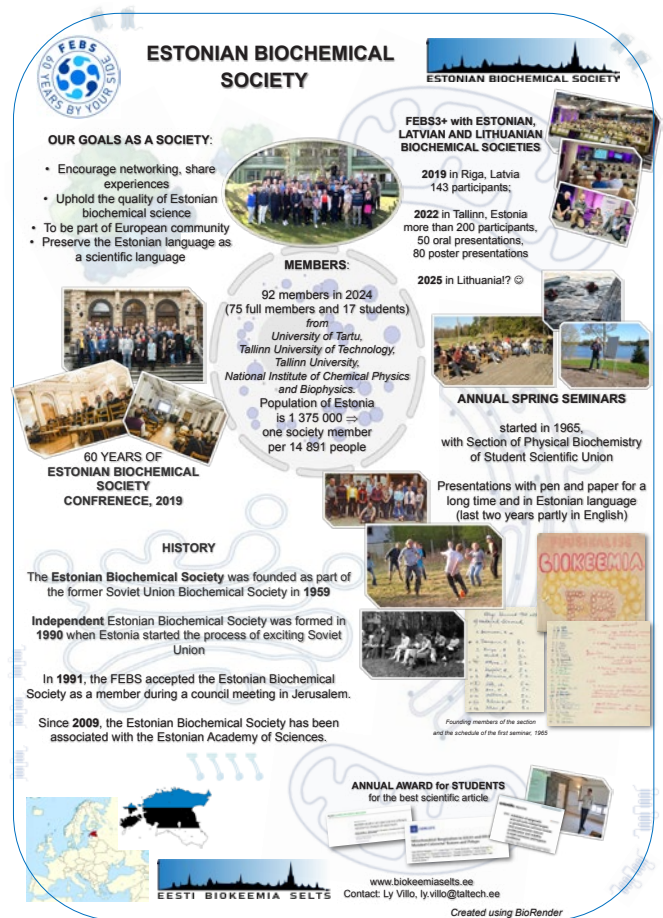 FEBS
60 YEARS BY YOUR SIDE
ESTONIAN BIOCHEMICAL
SOCIETY
ESTONIAN BIOCHEMICAL SOCIETY
OUR GOALS AS A SOCIETY:
• Encourage networking, share
experiences
• Uphold the quality of Estonian
biochemical science
• To be part of European community
• Preserve the Estonian language as
a scientific language
FEBS3+ with ESTONIAN,
LATVIAN AND LITHUANIAN
BIOCHEMICAL SOCIETIES
2019 in Riga, Latvia
143 participants;
2022 in Tallinn, Estonia
more than 200 participants,
50 oral presentations,
80 poster presentations
2025 in Lithuania!? ☺
MEMBERS:
92 members in 2024
(75 full members and 17 students)
from
University of Tartu,
Tallinn University of Technology,
Tallinn University,
National Institute of Chemical Physics
and Biophysics.
Population of Estonia
is 1 375 000 ⇒
one society member
per 14 891 people
60 YEARS OF
ESTONIAN BIOCHEMICAL
SOCIETY
CONFRENECE, 2019
ANNUAL SPRING SEMINARS
started in 1965,
with Section of Physical Biochemistry
of Student Scientific Union
Presentations with pen and paper for a
long time and in Estonian language
(last two years partly in English)
HISTORY
The Estonian Biochemical Society was founded as part of
the former Soviet Union Biochemical Society in 1959
Independent Estonian Biochemical Society was formed in
1990 when Estonia started the process of exciting Soviet
Union
In 1991, the FEBS accepted the Estonian Biochemical
Society as a member during a council meeting in Jerusalem.
Since 2009, the Estonian Biochemical Society has been
associated with the Estonian Academy of Sciences.
BIOKEEMIA
Founding members of the section
and the schedule of the first seminar, 1965
ANNUAL AWARD for STUDENTS
for the best scientific article
EESTI BIOKEEMIA SELTS
www.biokeemiaselts.ee
Contact: Ly Villo, ly.villo@taltech.ee
Created using BioRender